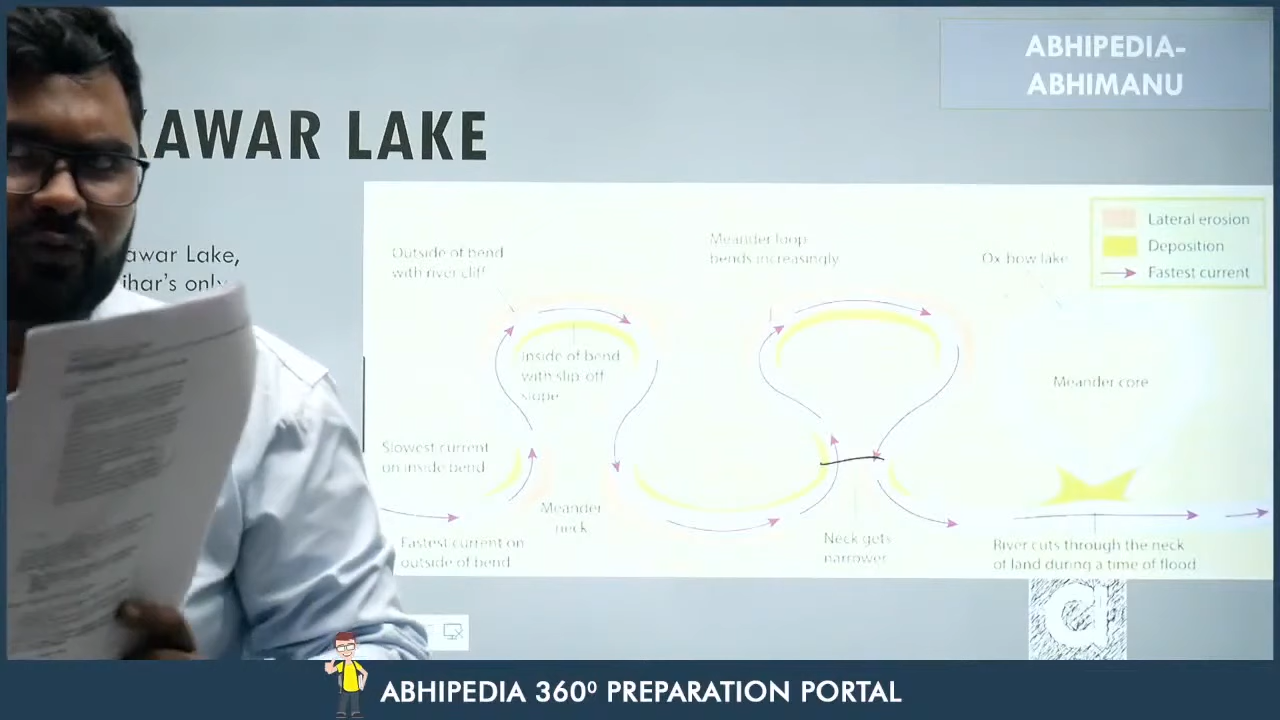 ABHIPEDIA-
ABHIMANU
KAWAR LAKE
awar Lake,
ihar's only
Outside of bend
with river cliff
Meander loop
bends increasingly
Ox-bow lake
Lateral erosion
Deposition
Fastest current
Inside of bend
with slip-off
slope
Meander core
Slowest current
on inside bend
Meander
neck
Fastest current on
outside of bend
Neck gets
narrower
River cuts through the neck
of land during a time of flood
a
ABHIPEDIA 360⁰ PREPARATION PORTAL